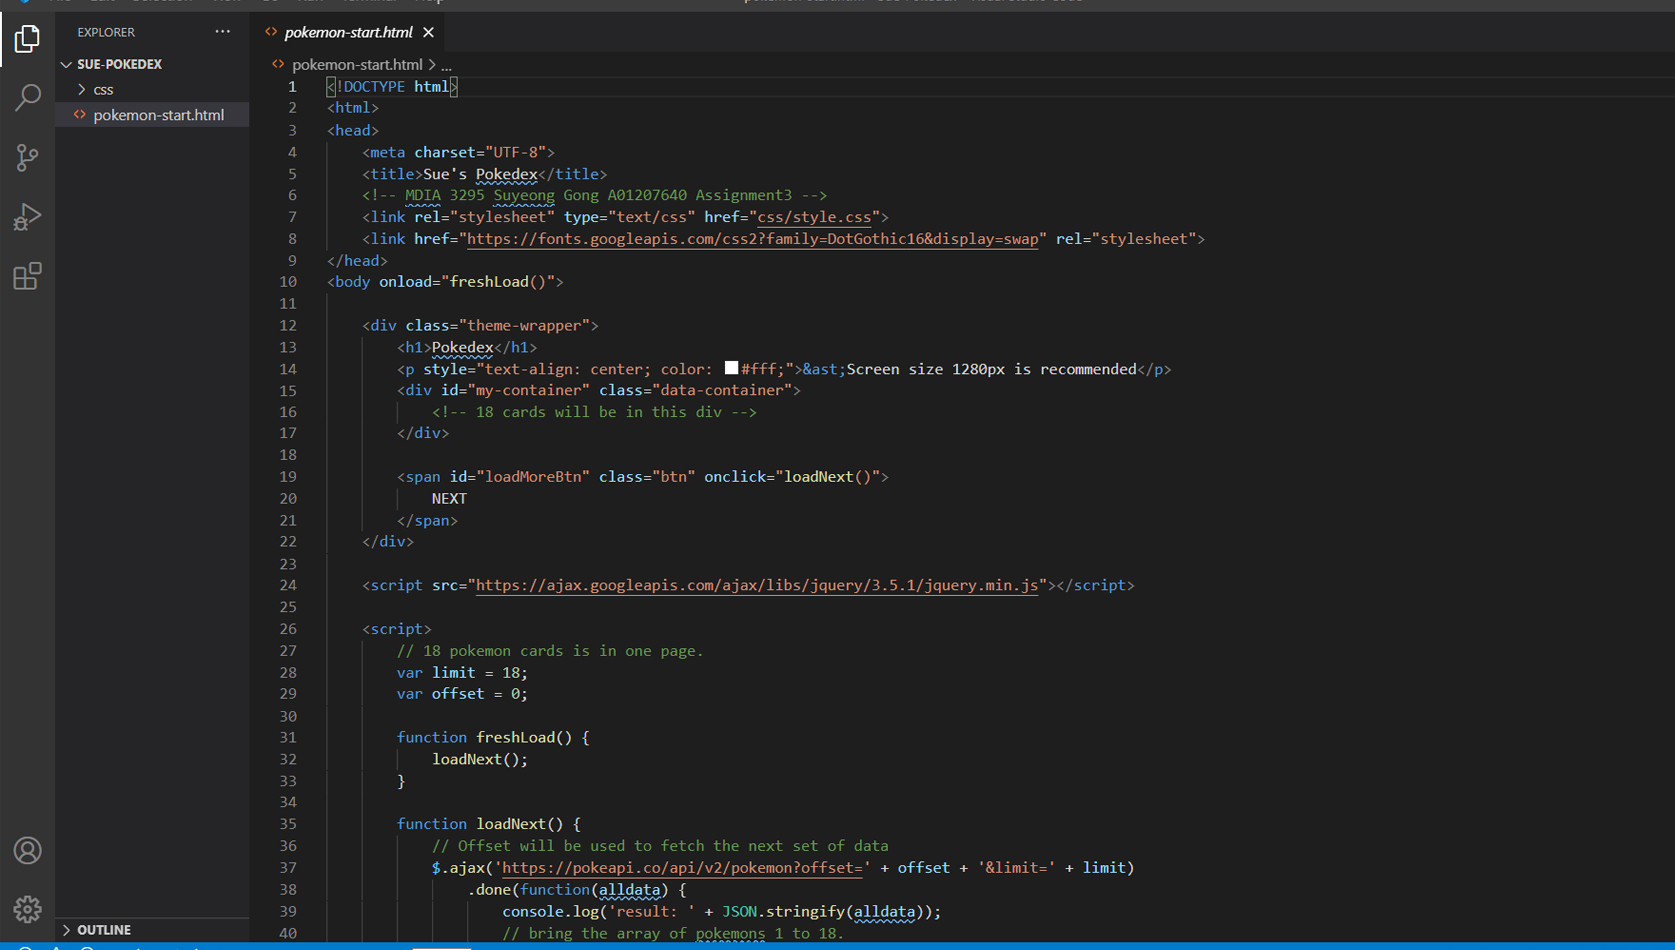 EXPLORER
SUE-POKEDEX
css
pokemon-start.html
pokemon-start.html
pokemon-start.html > ...
1 <!DOCTYPE html>
2 <html>
3 <head>
4 <meta charset="UTF-8">
5 <title>Sue's Pokedex</title>
6 <!-- MDIA 3295 Suyeong Gong A01207640 Assignment3 -->
7 <link rel="stylesheet" type="text/css" href="css/style.css">
8 <link href="https://fonts.googleapis.com/css2?family=DotGothic16&display=swap" rel="stylesheet">
9 </head>
10 <body onload="freshLoad()">
11
12 <div class="theme-wrapper">
13 <h1>Pokedex</h1>
14 <p style="text-align: center; color: #fff;">&ast;Screen size 1280px is recommended</p>
15 <div id="my-container" class="data-container">
16 <!-- 18 cards will be in this div -->
17 </div>
18
19 <span id="loadMoreBtn" class="btn" onclick="loadNext()">
20 NEXT
21 </span>
22 </div>
23
24 <script src="https://ajax.googleapis.com/ajax/libs/jquery/3.5.1/jquery.min.js"></script>
25
26 <script>
27 // 18 pokemon cards is in one page.
28 var limit = 18;
29 var offset = 0;
30
31 function freshLoad() {
32 loadNext();
33 }
34
35 function loadNext() {
36 // Offset will be used to fetch the next set of data
37 $.ajax('https://pokeapi.co/api/v2/pokemon?offset=' + offset + '&limit=' + limit)
38 .done(function(alldata) {
39 console.log('result: ' + JSON.stringify(alldata));
40 // bring the array of pokemons 1 to 18.
OUTLINE